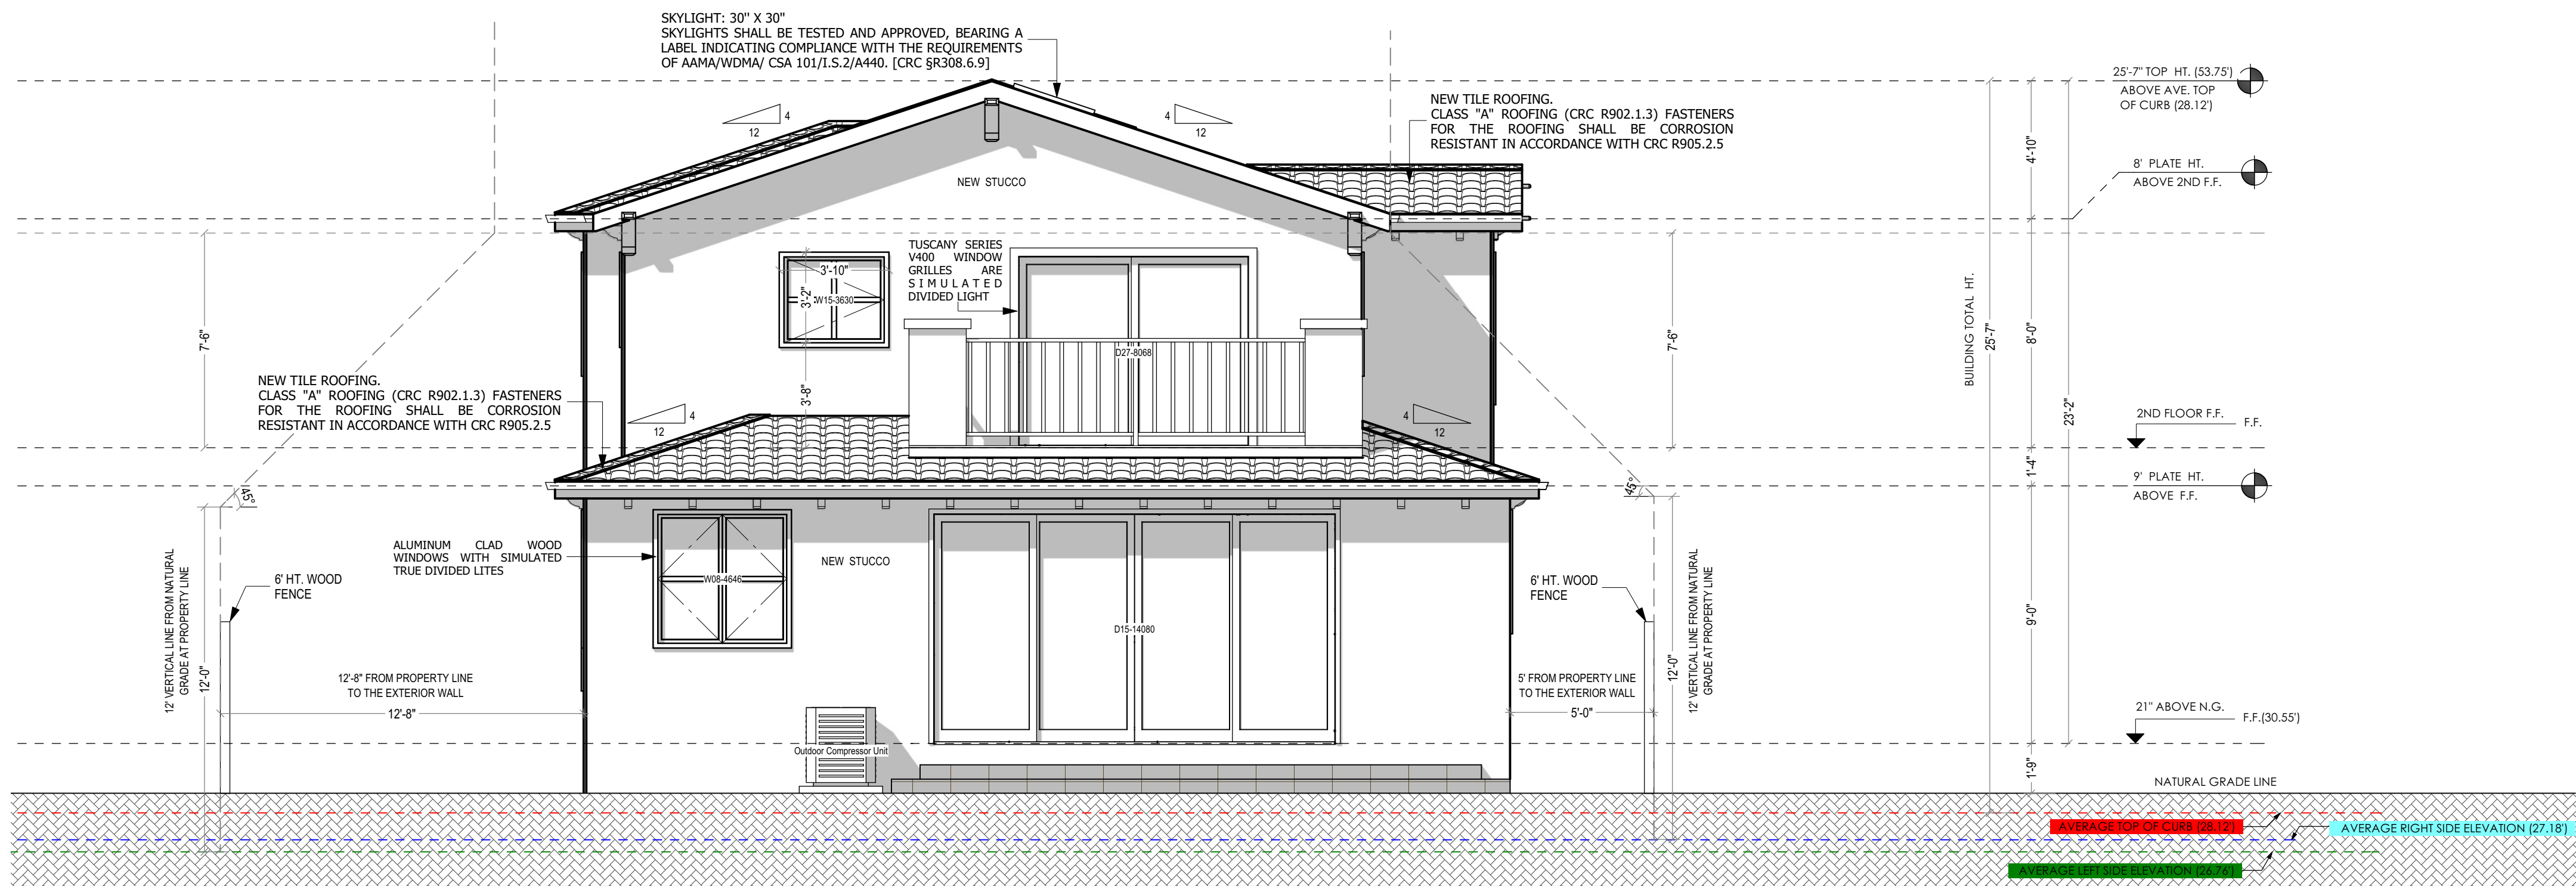 SKYLIGHT: 30" X 30"
SKYLIGHTS SHALL BE TESTED AND APPROVED, BEARING A
LABEL INDICATING COMPLIANCE WITH THE REQUIREMENTS
OF AAMA/WDMA/ CSA 101/I.S.2/A440. [CRC §R308.6.9]
25'-7" TOP HT. (53.75')
ABOVE AVE. TOP
OF CURB (28.12')
NEW TILE ROOFING.
CLASS "A" ROOFING (CRC R902.1.3) FASTENERS
FOR THE ROOFING SHALL BE CORROSION
RESISTANT IN ACCORDANCE WITH CRC R905.2.5
4
12
4
12
4'-10"
8' PLATE HT.
ABOVE 2ND F.F.
NEW STUCCO
TUSCANY SERIES
V400 WINDOW
GRILLES ARE
SIMULATED
DIVIDED LIGHT
3'-10"
3'-2"
W15-3630
7'-6"
7'-6"
BUILDING TOTAL HT.
25'-7"
8'-0"
23'-2"
D27-8068
3'-8"
NEW TILE ROOFING.
CLASS "A" ROOFING (CRC R902.1.3) FASTENERS
FOR THE ROOFING SHALL BE CORROSION
RESISTANT IN ACCORDANCE WITH CRC R905.2.5
4
12
4
12
2ND FLOOR F.F.
F.F.
1'-4"
9' PLATE HT.
ABOVE F.F.
45°
45°
ALUMINUM CLAD WOOD
WINDOWS WITH SIMULATED
TRUE DIVIDED LITES
NEW STUCCO
W08-4646
D15-14080
6' HT. WOOD
FENCE
6' HT. WOOD
FENCE
12' VERTICAL LINE FROM NATURAL
GRADE AT PROPERTY LINE
12'-0"
12'-8" FROM PROPERTY LINE
TO THE EXTERIOR WALL
12'-8"
5' FROM PROPERTY LINE
TO THE EXTERIOR WALL
5'-0"
12'-0"
12' VERTICAL LINE FROM NATURAL
GRADE AT PROPERTY LINE
9'-0"
21" ABOVE N.G.
F.F.(30.55')
Outdoor Compressor Unit
1'-9"
NATURAL GRADE LINE
AVERAGE TOP OF CURB (28.12')
AVERAGE RIGHT SIDE ELEVATION (27.18')
AVERAGE LEFT SIDE ELEVATION (26.76')